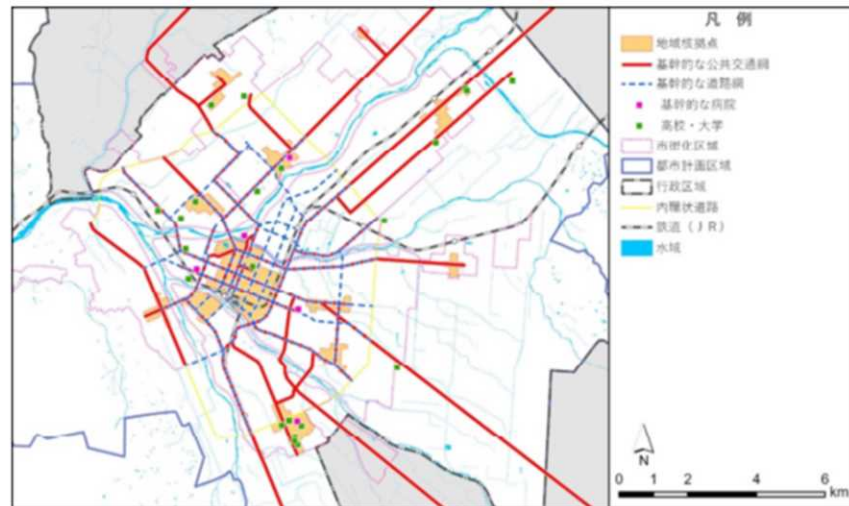 凡 例
地域核拠点
基幹的な公共交通網
基幹的な道路網
基幹的な病院
高校・大学
市街化区域
都市計画区域
行政区域
内環状道路
鉄道（JR）
水域
N
0 1 2 4 6
km